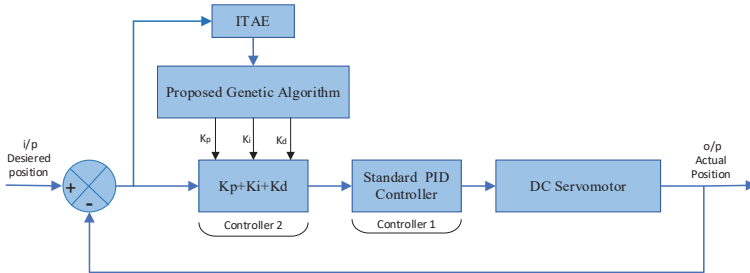 ITAE
Proposed Genetic Algorithm
Kp
Ki
Kd
i/p
Desiered
position
+
-
Kp+Ki+Kd
Standard PID
Controller
DC Servomotor
o/p
Actual
Position
Controller 2
Controller 1